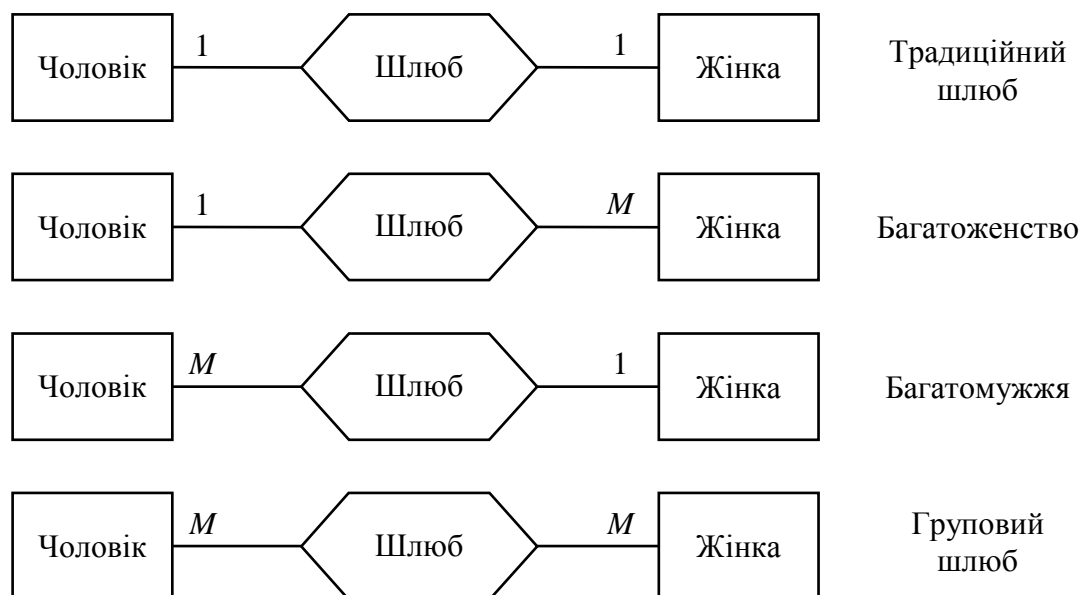 Чоловік 1 Шлюб 1 Жінка Традиційний
шлюб
Чоловік 1 Шлюб M Жінка Багатоженство
Чоловік M Шлюб 1 Жінка Багатомужжя
Чоловік M Шлюб M Жінка Груповий
шлюб